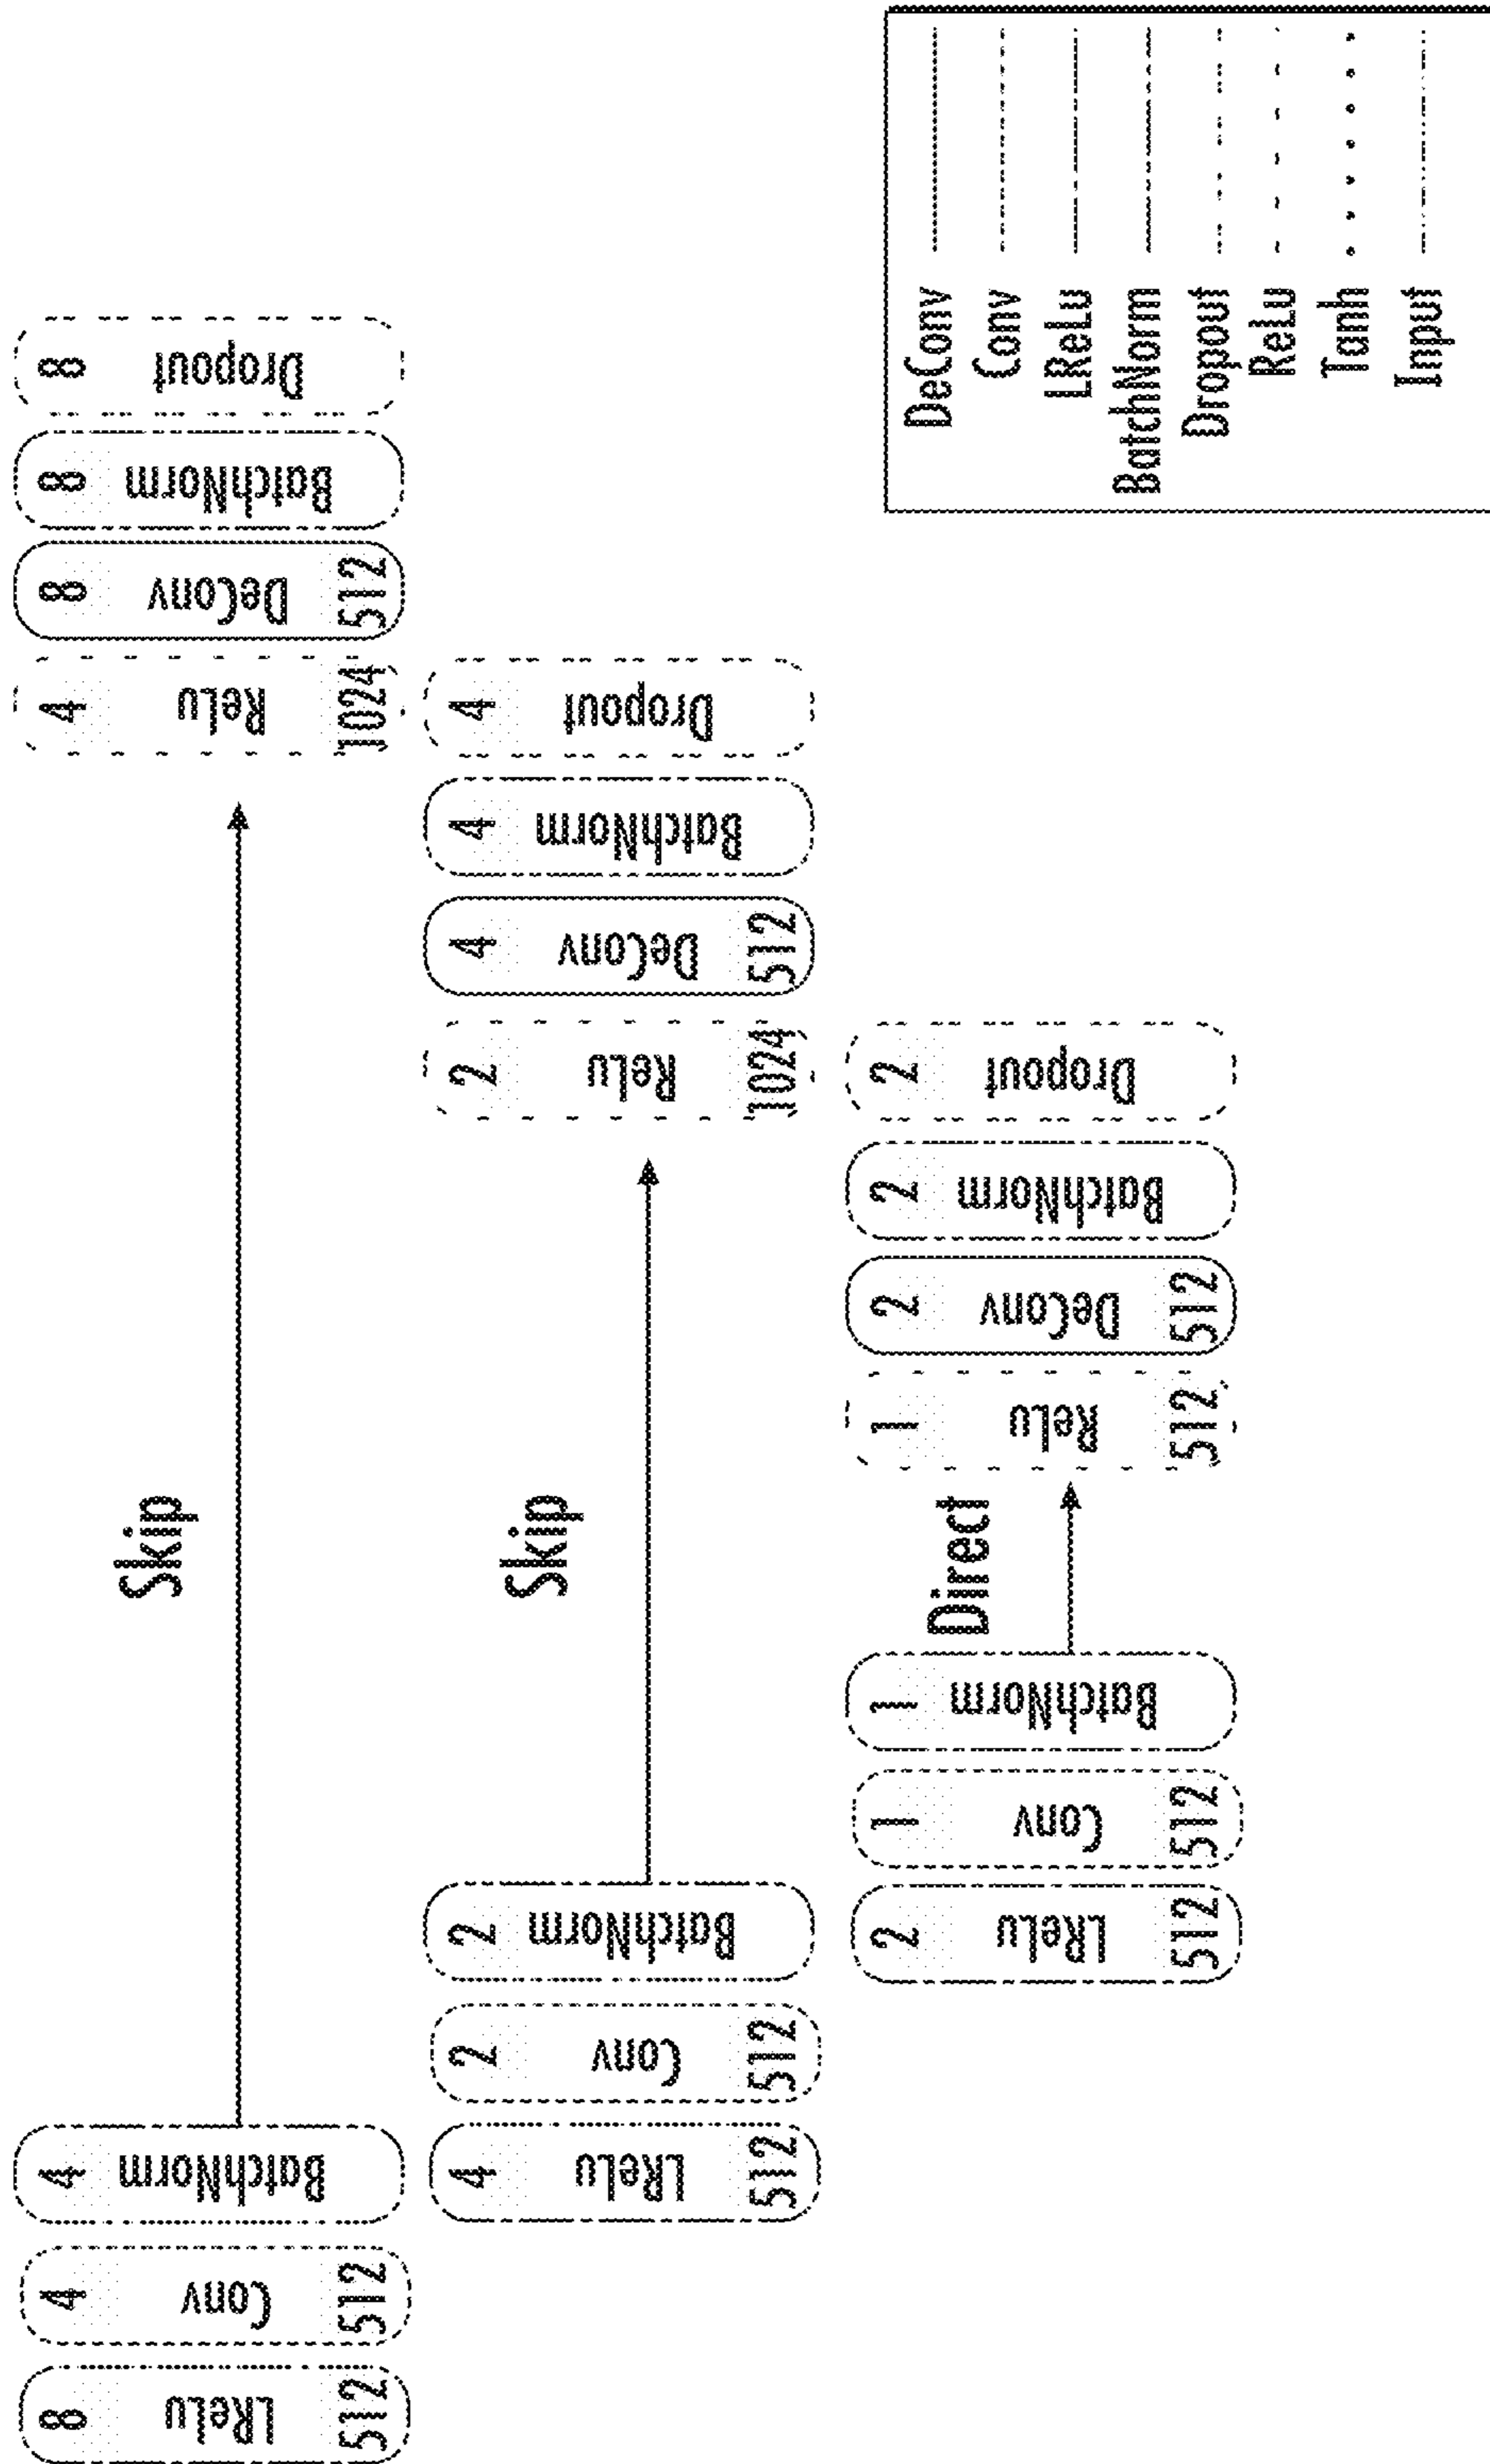 8
LReLu
512
4
Conv
512
4
BatchNorm
Skip
4
ReLu
1024
8
DeConv
512
8
BatchNorm
8
Dropout
4
LReLu
512
2
Conv
512
2
BatchNorm
Skip
2
ReLu
1024
4
DeConv
512
4
BatchNorm
4
Dropout
2
LReLu
512
1
Conv
512
1
BatchNorm
Direct
1
ReLu
512
2
DeConv
512
2
BatchNorm
2
Dropout
DeConv
Conv
LReLu
BatchNorm
Dropout
ReLu
Tanh
Input